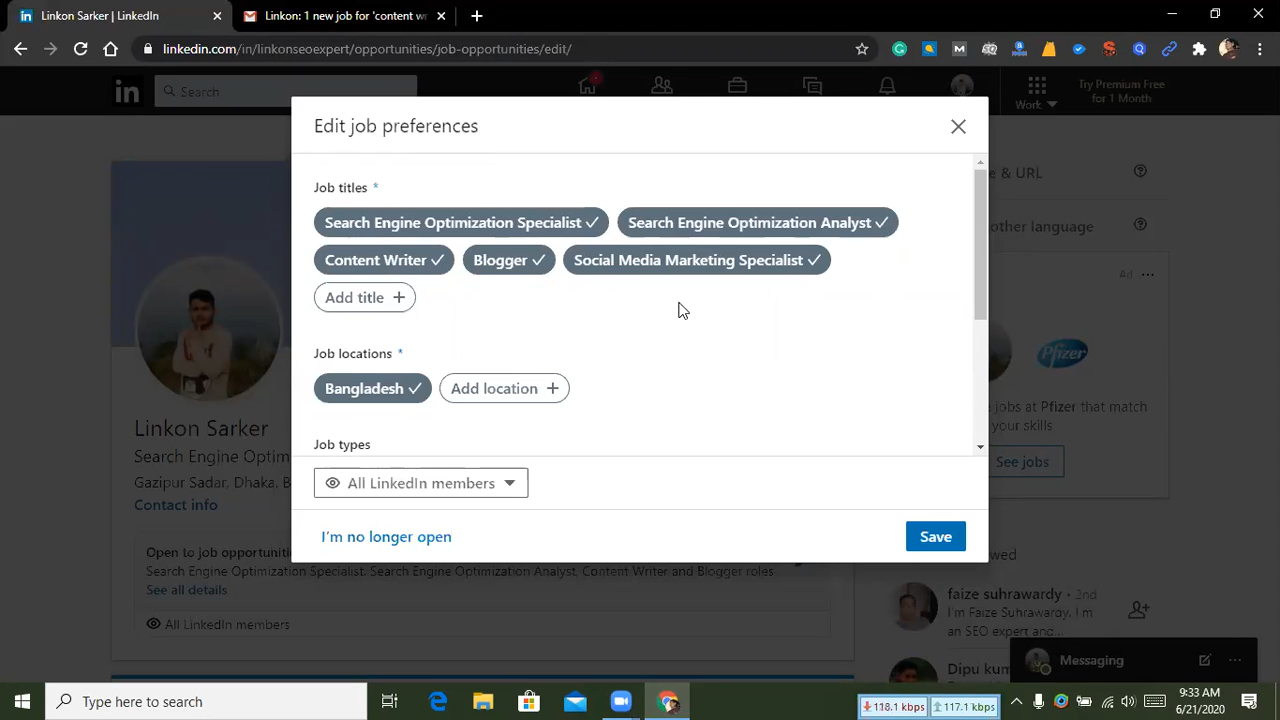 Linkon Sarker | LinkedIn
Linkon: 1 new job for 'content wr
linkedin.com/in/linkonseoexpert/opportunities/job-opportunities/edit/
in
Search
Work
Try Premium Free
for 1 Month
Edit job preferences
Job titles *
Search Engine Optimization Specialist
Search Engine Optimization Analyst
Content Writer
Blogger
Social Media Marketing Specialist
Add title +
Job locations *
Bangladesh
Add location +
Job types
All LinkedIn members
I'm no longer open
Save
Linkon Sarker
Search Engine Optim
Gazipur Sadar, Dhaka, B
Contact info
Open to job opportunitie
Search Engine Optimization Specialist, Search Engine Optimization Analyst, Content Writer and Blogger roles
See all details
All LinkedIn members
e & URL
other language
Ad ...
Pfizer
e jobs at Pfizer that match
your skills
See jobs
wed
faize suhrawardy • 2nd
I'm Faize Suhrawardy. I'm
an SEO expert and...
Dipu kum
Messaging
Type here to search
118.1 kbps
117.1 kbps
9:33 AM
6/21/2020